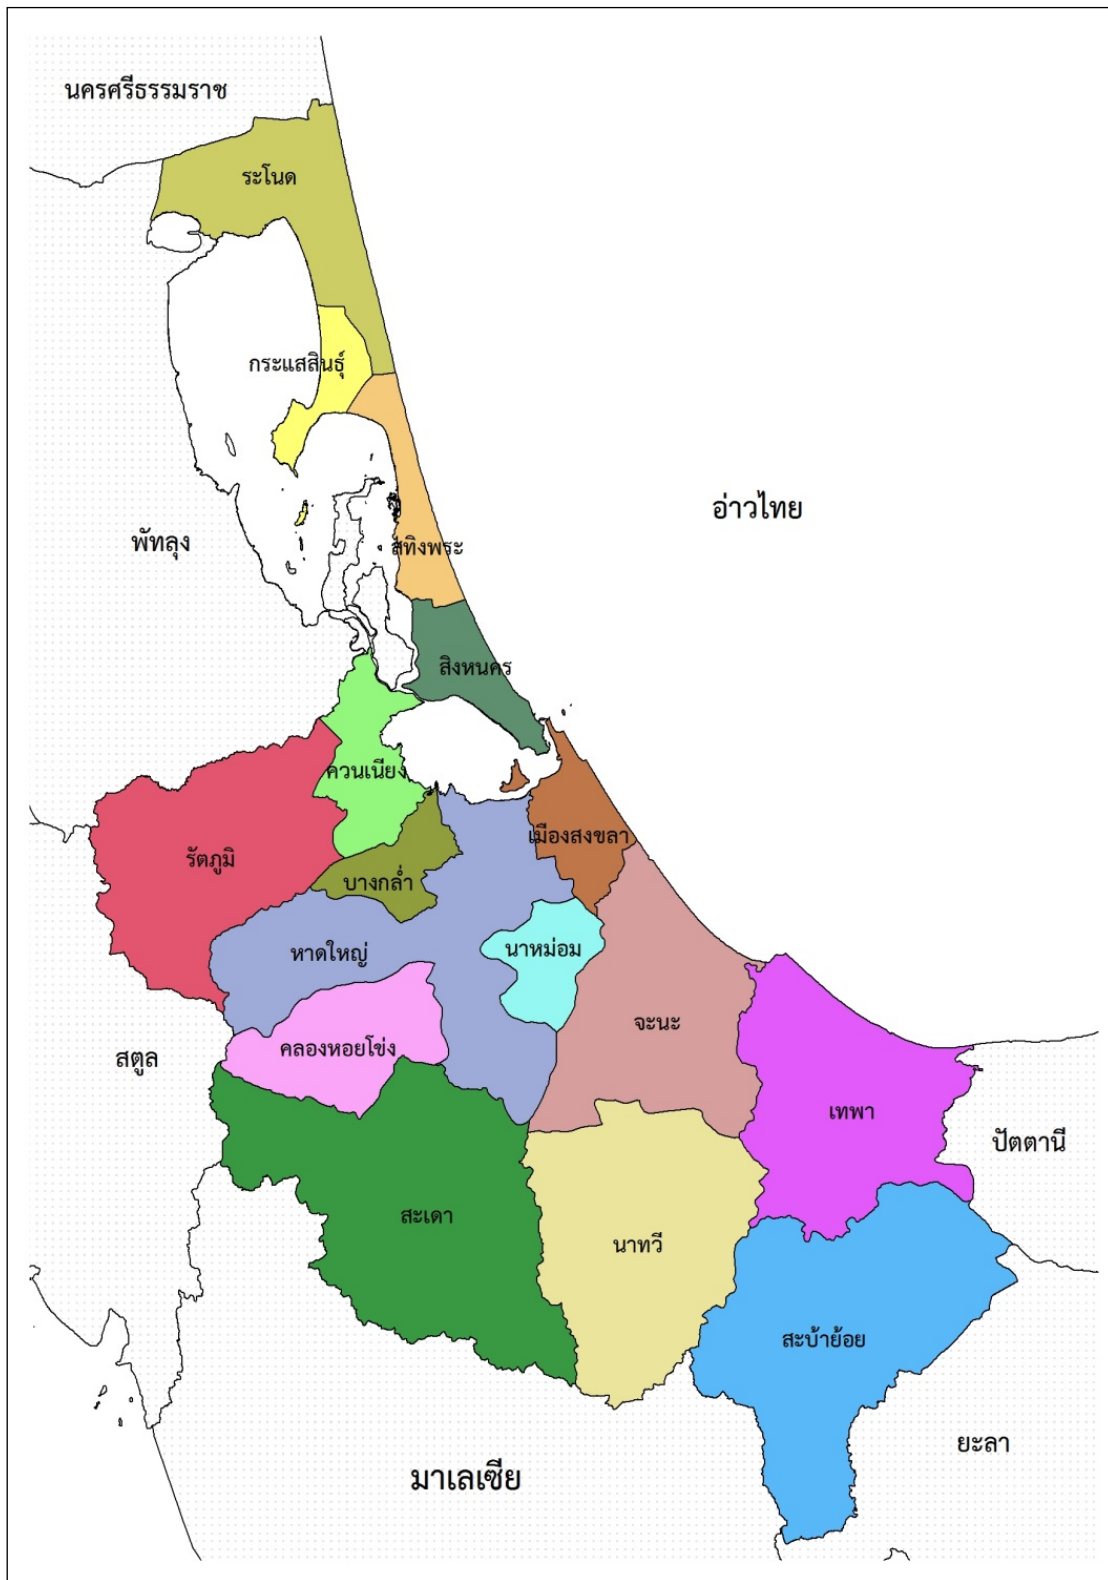 นครศรีธรรมราช
ระโนด
กระแสสินธุ์
อ่าวไทย
พัทลุง
สทิงพระ
สิงหนคร
ควนเนียง
เมืองสงขลา
รัตภูมิ
บางกล่ำ
หาดใหญ่
นาหม่อม
จะนะ
คลองหอยโข่ง
สตูล
เทพา
ปัตตานี
สะเดา
นาทวี
สะบ้าย้อย
ยะลา
มาเลเซีย